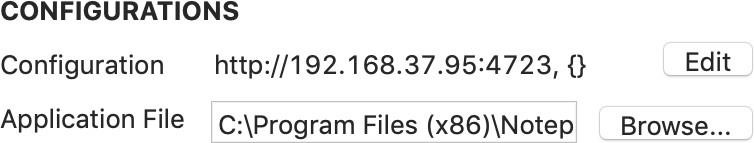 CONFIGURATIONS
Configuration http://192.168.37.95:4723, {} Edit
Application File C:\Program Files (x86)\Notep Browse...